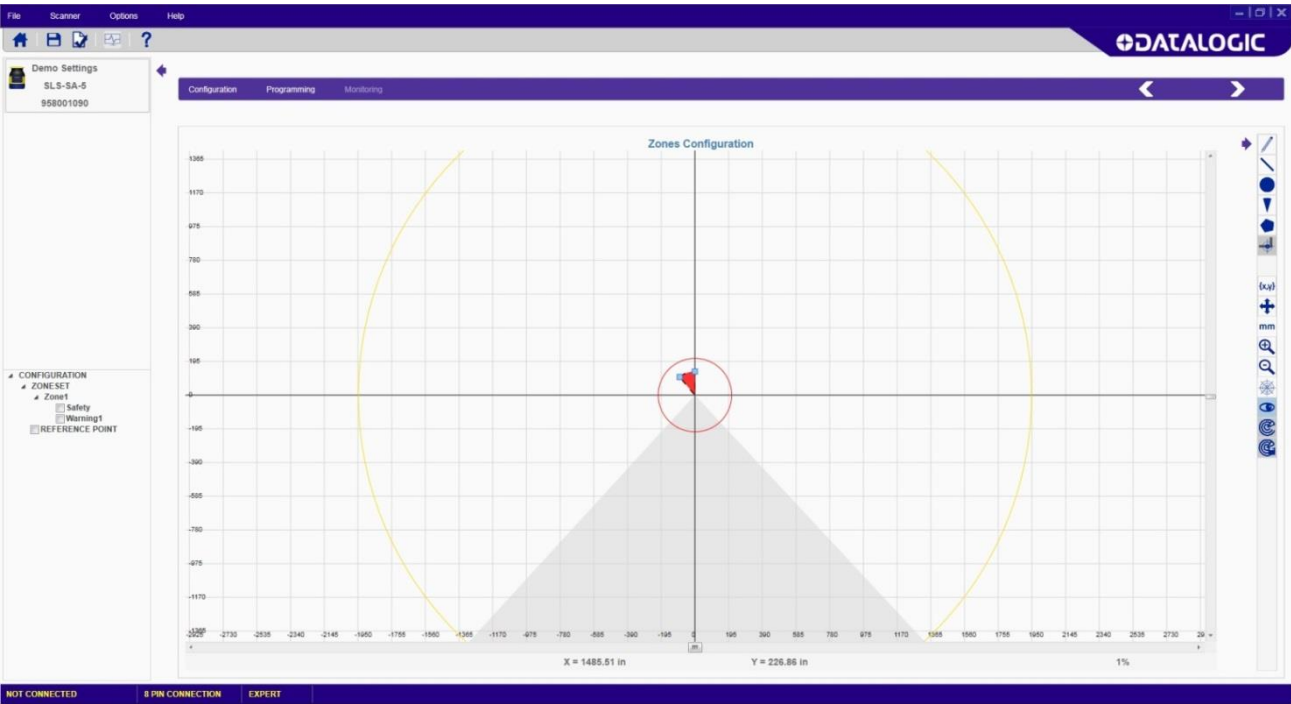 File Scanner Options Help
DATALOGIC
Demo Settings
SLS-SA-5
958001090
Configuration Programming Monitoring
Zones Configuration
1365
1170
975
780
585
390
195
0
-195
-390
-585
-780
-975
-1170
-1365
-2925 -2730 -2535 -2340 -2145 -1950 -1755 -1560 -1365 -1170 -975 -780 -585 -390 -195 0 195 390 585 780 975 1170 1365 1560 1755 1950 2145 2340 2535 2730 29
X = 1485.51 in Y = 226.86 in 1%
{x,y}
mm
CONFIGURATION
ZONESET
Zone1
Safety
Warning1
REFERENCE POINT
NOT CONNECTED 8 PIN CONNECTION EXPERT